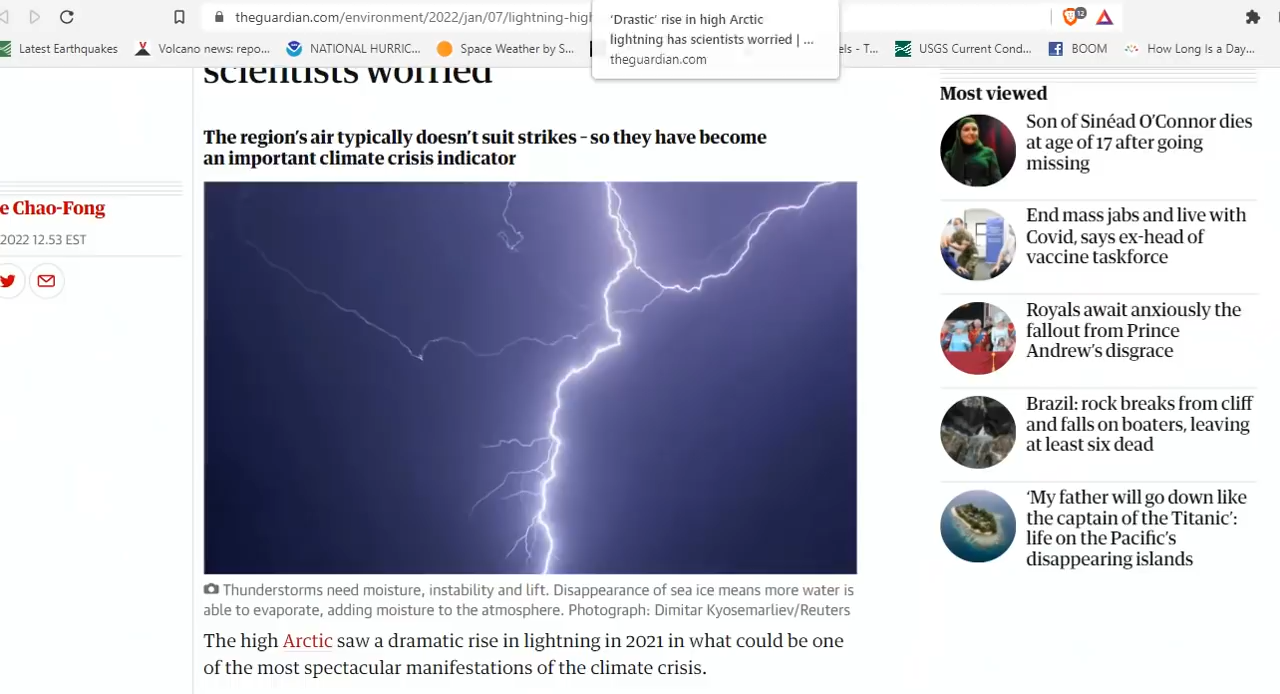 theguardian.com/environment/2022/jan/07/lightning-high
'Drastic' rise in high Arctic
lightning has scientists worried | ...
theguardian.com
12
Latest Earthquakes
Volcano news: repo...
NATIONAL HURRIC...
Space Weather by S...
els - T...
USGS Current Cond...
BOOM
How Long Is a Day...
scientists worried
The region's air typically doesn't suit strikes – so they have become
an important climate crisis indicator
e Chao-Fong
2022 12.53 EST
Thunderstorms need moisture, instability and lift. Disappearance of sea ice means more water is
able to evaporate, adding moisture to the atmosphere. Photograph: Dimitar Kyosemarliev/Reuters
The high Arctic saw a dramatic rise in lightning in 2021 in what could be one
of the most spectacular manifestations of the climate crisis.
Most viewed
Son of Sinéad O'Connor dies
at age of 17 after going
missing
End mass jabs and live with
Covid, says ex-head of
vaccine taskforce
Royals await anxiously the
fallout from Prince
Andrew's disgrace
Brazil: rock breaks from cliff
and falls on boaters, leaving
at least six dead
'My father will go down like
the captain of the Titanic':
life on the Pacific's
disappearing islands